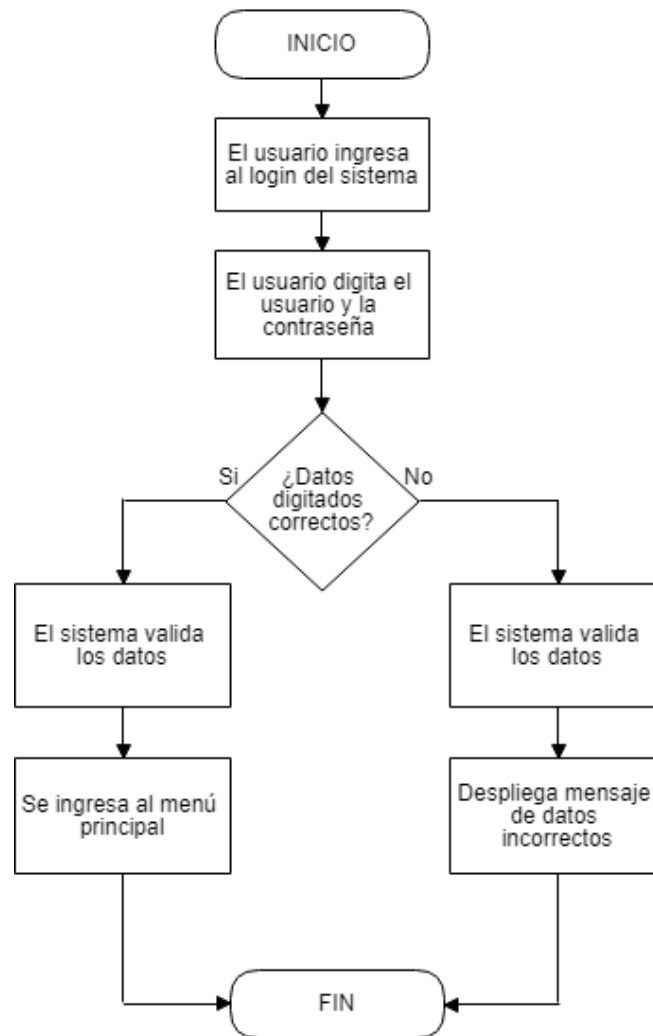 INICIO
El usuario ingresa
al login del sistema
El usuario digita el
usuario y la
contraseña
Si
¿Datos
digitados
correctos?
No
El sistema valida
los datos
El sistema valida
los datos
Se ingresa al menú
principal
Despliega mensaje
de datos
incorrectos
FIN